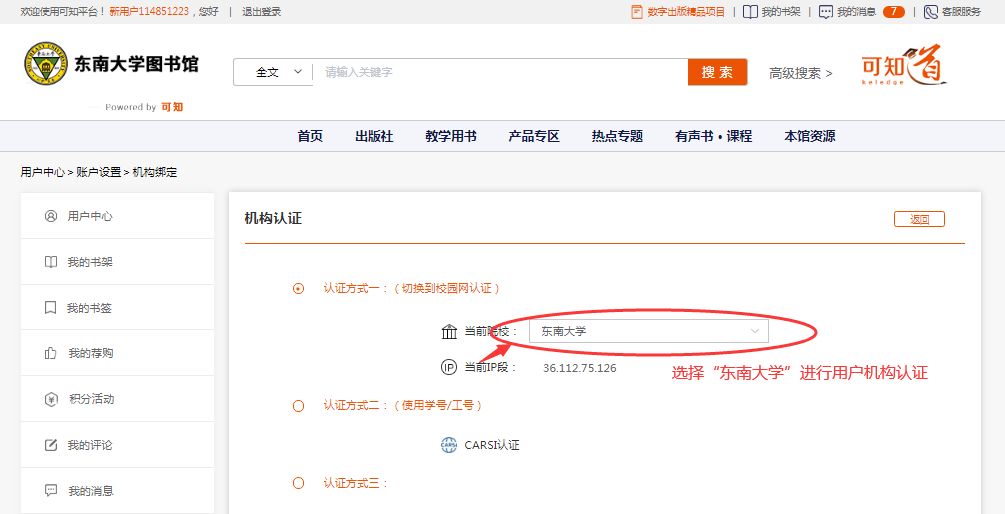 欢迎使用可知平台！ 新用户114851223，您好 | 退出登录
数字出版精品项目 | 我的书架 | 我的消息 7 | 客服服务
东南大学图书馆
Powered by 可知
全文 请输入关键字 搜 索 高级搜索 >
可知道
keledge
首页 出版社 教学用书 产品专区 热点专题 有声书·课程 本馆资源
用户中心 > 账户设置 > 机构绑定
用户中心
我的书架
我的书签
我的荐购
积分活动
我的评论
我的消息
机构认证
返回
认证方式一：（切换到校园网认证）
当前院校： 东南大学
当前IP段： 36.112.75.126
选择“东南大学”进行用户机构认证
认证方式二：（使用学号/工号）
CARSI认证
认证方式三：